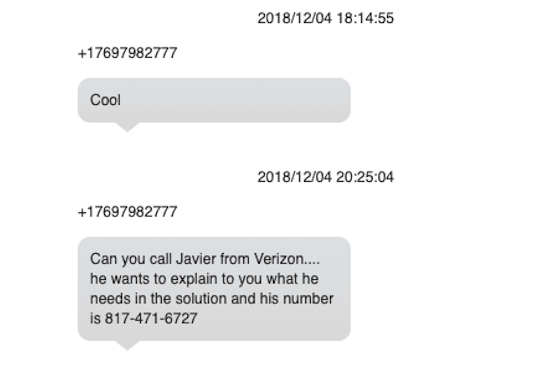 2018/12/04 18:14:55
+17697982777
Cool
2018/12/04 20:25:04
+17697982777
Can you call Javier from Verizon....
he wants to explain to you what he
needs in the solution and his number
is 817-471-6727